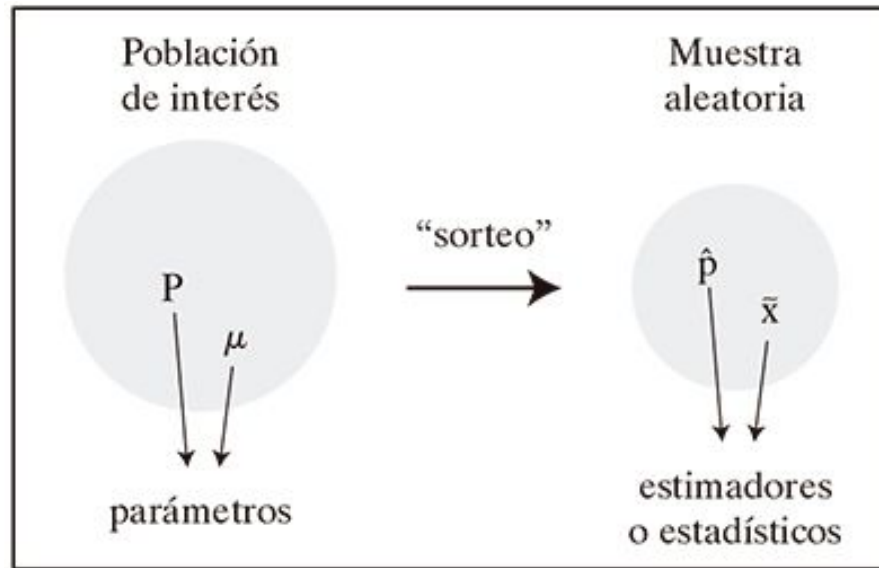 Población
de interés
Muestra
aleatoria
“sorteo”
P
μ
p̂
x̃
parámetros
estimadores
o estadísticos